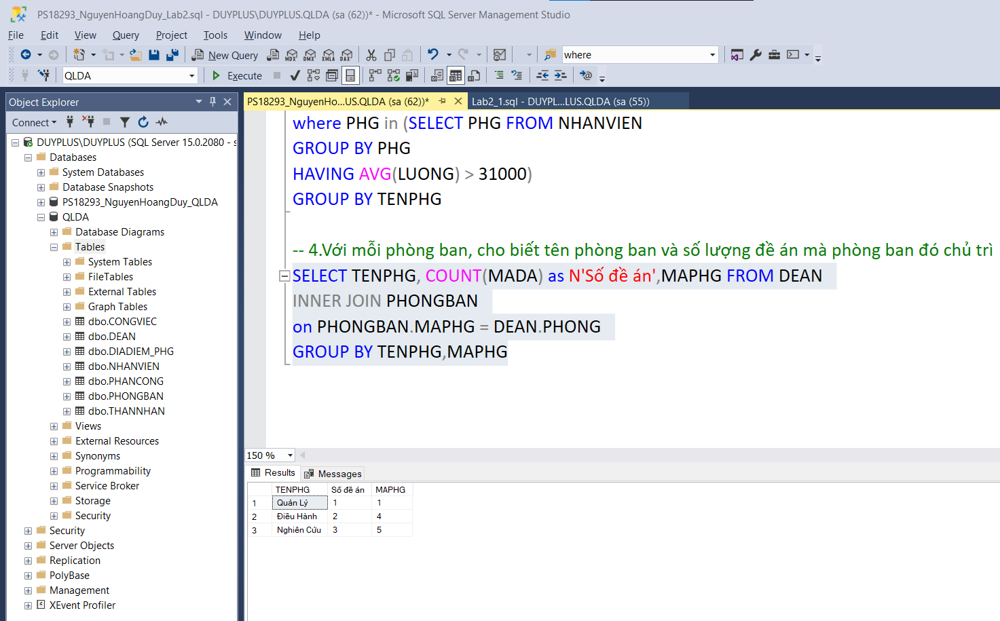 PS18293_NguyenHoangDuy_Lab2.sql - DUYPLUS\DUYPLUS.QLDA (sa (62))* - Microsoft SQL Server Management Studio
File Edit View Query Project Tools Window Help
New Query MDX DMX XMLA DAX where
QLDA Execute
Object Explorer
Connect
DUYPLUS\DUYPLUS (SQL Server 15.0.2080 - s
Databases
System Databases
Database Snapshots
PS18293_NguyenHoangDuy_QLDA
QLDA
Database Diagrams
Tables
System Tables
FileTables
External Tables
Graph Tables
dbo.CONGVIEC
dbo.DEAN
dbo.DIADIEM_PHG
dbo.NHANVIEN
dbo.PHANCONG
dbo.PHONGBAN
dbo.THANNHAN
Views
External Resources
Synonyms
Programmability
Service Broker
Storage
Security
Security
Server Objects
Replication
PolyBase
Management
XEvent Profiler
PS18293_NguyenHo...US.QLDA (sa (62))* Lab2_1.sql - DUYPL...LUS.QLDA (sa (55))
where PHG in (SELECT PHG FROM NHANVIEN
GROUP BY PHG
HAVING AVG(LUONG) > 31000)
GROUP BY TENPHG
-- 4.Với mỗi phòng ban, cho biết tên phòng ban và số lượng đề án mà phòng ban đó chủ trì
SELECT TENPHG, COUNT(MADA) as N'Số đề án',MAPHG FROM DEAN
INNER JOIN PHONGBAN
on PHONGBAN.MAPHG = DEAN.PHONG
GROUP BY TENPHG,MAPHG
150 %
Results Messages
TENPHG Số đề án MAPHG
1 Quản Lý 1 1
2 Điều Hành 2 4
3 Nghiên Cứu 3 5